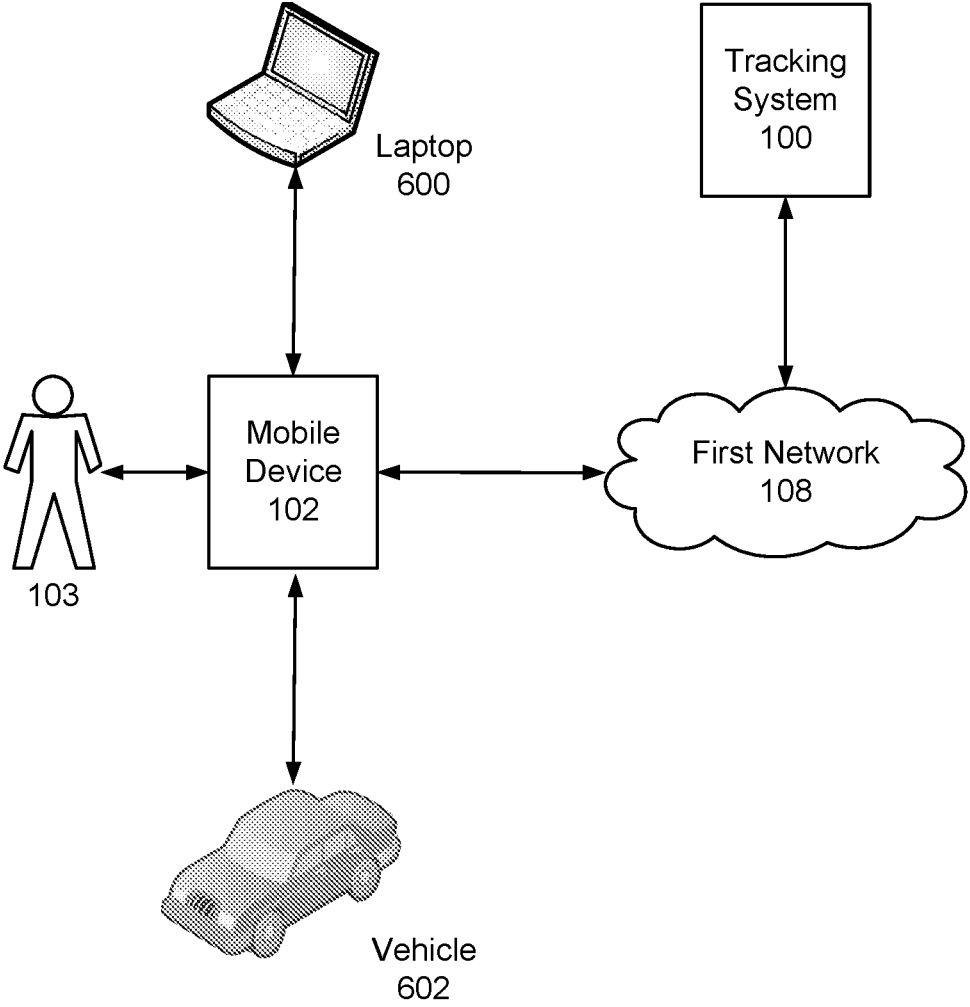 Tracking
System
100
Laptop
600
Mobile
Device
102
First Network
108
103
Vehicle
602